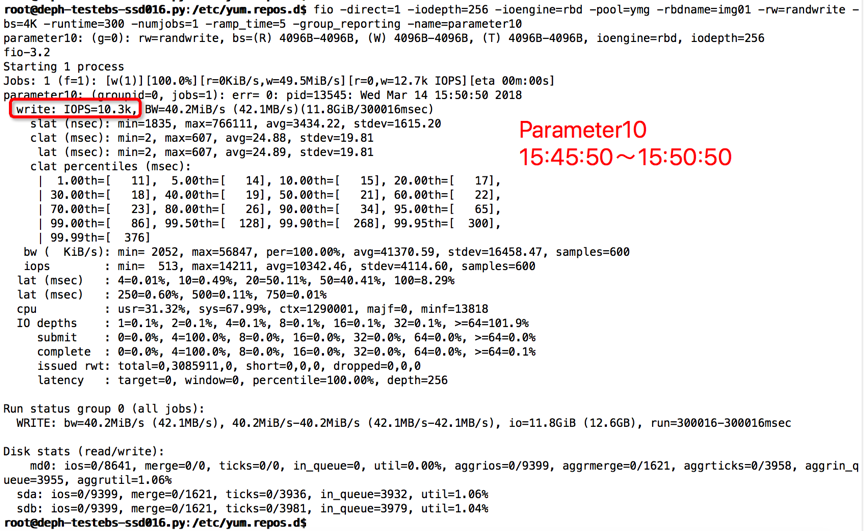 root@deph-testebs-ssd016.py:/etc/yum.repos.d$ fio -direct=1 -iodepth=256 -ioengine=rbd -pool=ymg -rbdname=img01 -rw=randwrite -
bs=4K -runtime=300 -numjobs=1 -ramp_time=5 -group_reporting -name=parameter10
parameter10: (g=0): rw=randwrite, bs=(R) 4096B-4096B, (W) 4096B-4096B, (T) 4096B-4096B, ioengine=rbd, iodepth=256
fio-3.2
Starting 1 process
Jobs: 1 (f=1): [w(1)][100.0%][r=0KiB/s,w=49.5MiB/s][r=0,w=12.7k IOPS][eta 00m:00s]
parameter10: (groupid=0, jobs=1): err= 0: pid=13545: Wed Mar 14 15:50:50 2018
write: IOPS=10.3k, BW=40.2MiB/s (42.1MB/s)(11.8GiB/300016msec)
slat (nsec): min=1835, max=766111, avg=3434.22, stdev=1615.20
clat (msec): min=2, max=607, avg=24.88, stdev=19.81
lat (msec): min=2, max=607, avg=24.89, stdev=19.81
clat percentiles (msec):
| 1.00th=[ 11], 5.00th=[ 14], 10.00th=[ 15], 20.00th=[ 17],
| 30.00th=[ 18], 40.00th=[ 19], 50.00th=[ 21], 60.00th=[ 22],
| 70.00th=[ 23], 80.00th=[ 26], 90.00th=[ 34], 95.00th=[ 65],
| 99.00th=[ 86], 99.50th=[ 128], 99.90th=[ 268], 99.95th=[ 300],
| 99.99th=[ 376]
bw ( KiB/s): min= 2052, max=56847, per=100.00%, avg=41370.59, stdev=16458.47, samples=600
iops : min= 513, max=14211, avg=10342.46, stdev=4114.60, samples=600
lat (msec) : 4=0.01%, 10=0.49%, 20=50.11%, 50=40.41%, 100=8.29%
lat (msec) : 250=0.60%, 500=0.11%, 750=0.01%
cpu : usr=31.32%, sys=67.99%, ctx=1290001, majf=0, minf=13818
IO depths : 1=0.1%, 2=0.1%, 4=0.1%, 8=0.1%, 16=0.1%, 32=0.1%, >=64=101.9%
submit : 0=0.0%, 4=100.0%, 8=0.0%, 16=0.0%, 32=0.0%, 64=0.0%, >=64=0.0%
complete : 0=0.0%, 4=100.0%, 8=0.0%, 16=0.0%, 32=0.0%, 64=0.0%, >=64=0.1%
issued rwt: total=0,3085911,0, short=0,0,0, dropped=0,0,0
latency : target=0, window=0, percentile=100.00%, depth=256
Run status group 0 (all jobs):
WRITE: bw=40.2MiB/s (42.1MB/s), 40.2MiB/s-40.2MiB/s (42.1MB/s-42.1MB/s), io=11.8GiB (12.6GB), run=300016-300016msec
Disk stats (read/write):
md0: ios=0/8641, merge=0/0, ticks=0/0, in_queue=0, util=0.00%, aggrios=0/9399, aggrmerge=0/1621, aggrticks=0/3958, aggrin_q
ueue=3955, aggrutil=1.06%
sda: ios=0/9399, merge=0/1621, ticks=0/3936, in_queue=3932, util=1.06%
sdb: ios=0/9399, merge=0/1621, ticks=0/3981, in_queue=3979, util=1.04%
root@deph-testebs-ssd016.py:/etc/yum.repos.d$
Parameter10
15:45:50～15:50:50